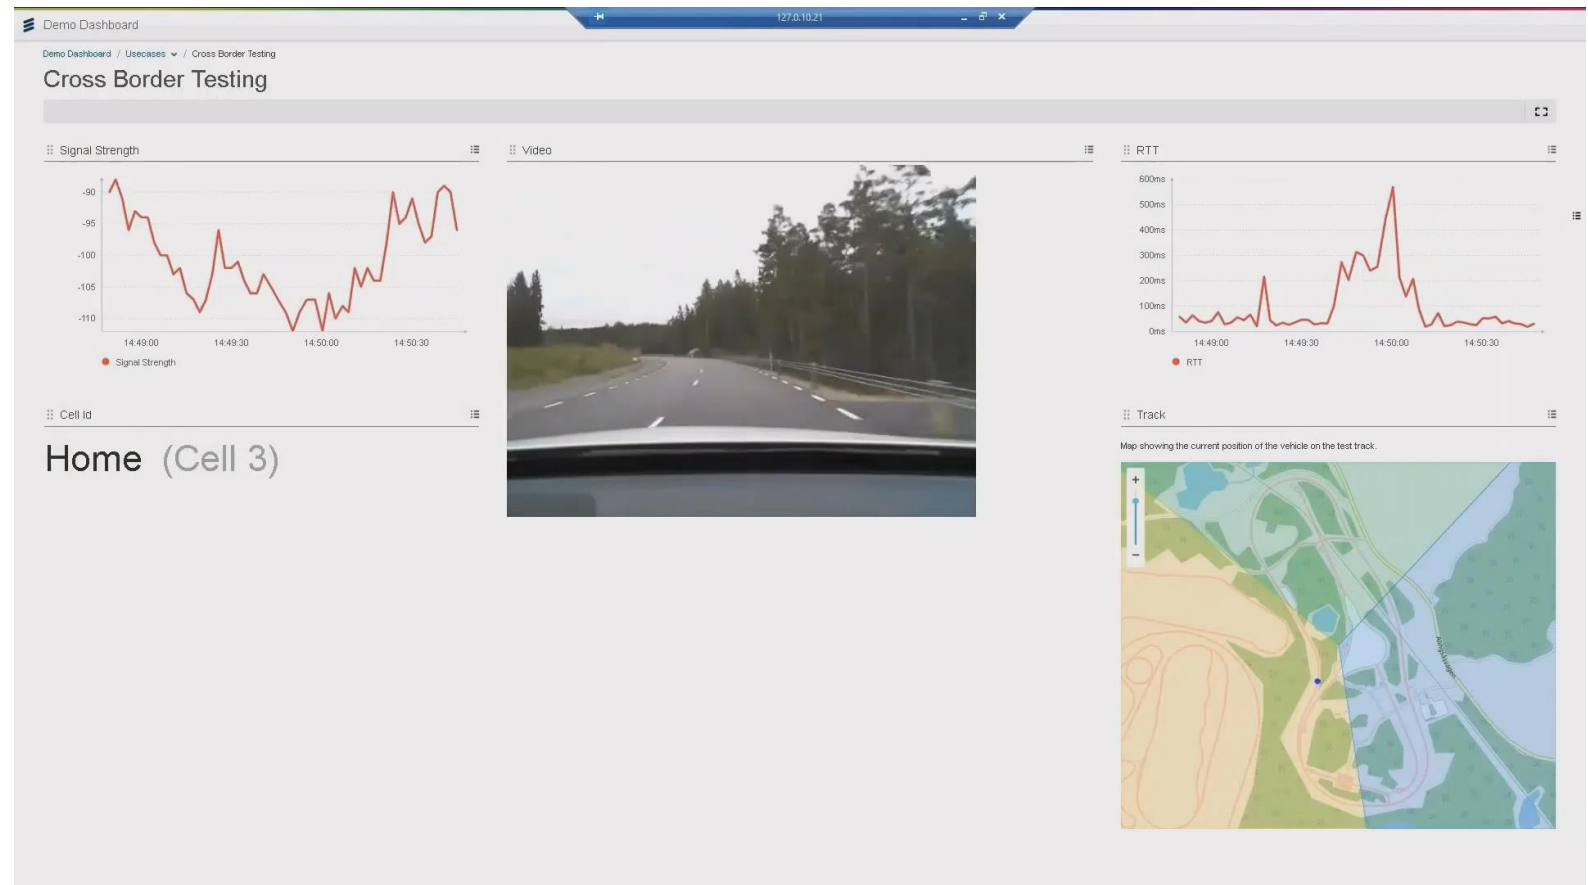 127.0.10.21
Demo Dashboard
Demo Dashboard / Usecases / Cross Border Testing
Cross Border Testing
Signal Strength
-90
-95
-100
-105
-110
14:49:00 14:49:30 14:50:00 14:50:30
Signal Strength
Cell Id
Home (Cell 3)
Video
RTT
600ms
500ms
400ms
300ms
200ms
100ms
0ms
14:49:00 14:49:30 14:50:00 14:50:30
RTT
Track
Map showing the current position of the vehicle on the test track.
+
−